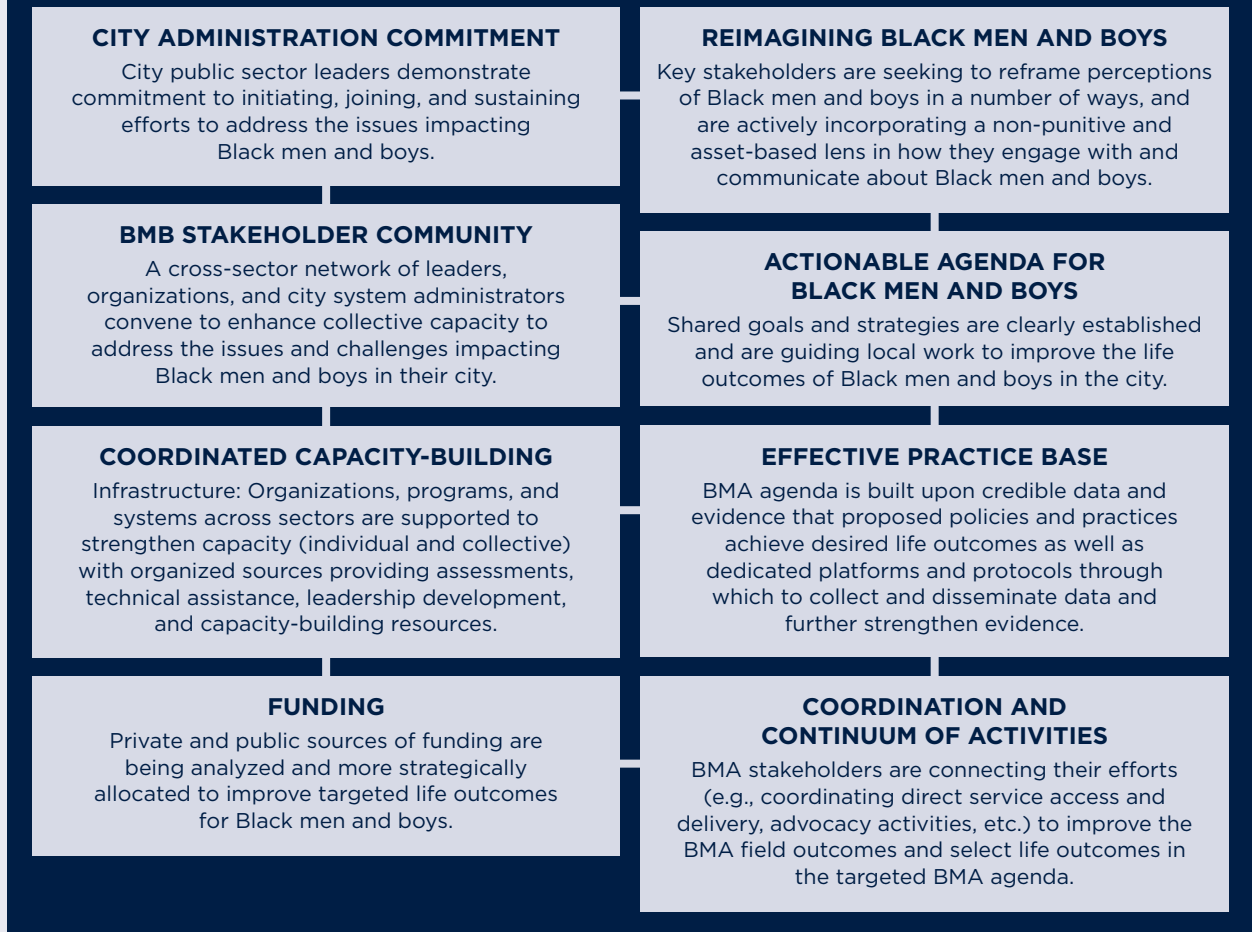 CITY ADMINISTRATION COMMITMENT
City public sector leaders demonstrate
commitment to initiating, joining, and sustaining
efforts to address the issues impacting
Black men and boys.
BMB STAKEHOLDER COMMUNITY
A cross-sector network of leaders,
organizations, and city system administrators
convene to enhance collective capacity to
address the issues and challenges impacting
Black men and boys in their city.
COORDINATED CAPACITY-BUILDING
Infrastructure: Organizations, programs, and
systems across sectors are supported to
strengthen capacity (individual and collective)
with organized sources providing assessments,
technical assistance, leadership development,
and capacity-building resources.
FUNDING
Private and public sources of funding are
being analyzed and more strategically
allocated to improve targeted life outcomes
for Black men and boys.
REIMAGINING BLACK MEN AND BOYS
Key stakeholders are seeking to reframe perceptions
of Black men and boys in a number of ways, and
are actively incorporating a non-punitive and
asset-based lens in how they engage with and
communicate about Black men and boys.
ACTIONABLE AGENDA FOR
BLACK MEN AND BOYS
Shared goals and strategies are clearly established
and are guiding local work to improve the life
outcomes of Black men and boys in the city.
EFFECTIVE PRACTICE BASE
BMA agenda is built upon credible data and
evidence that proposed policies and practices
achieve desired life outcomes as well as
dedicated platforms and protocols through
which to collect and disseminate data and
further strengthen evidence.
COORDINATION AND
CONTINUUM OF ACTIVITIES
BMA stakeholders are connecting their efforts
(e.g., coordinating direct service access and
delivery, advocacy activities, etc.) to improve the
BMA field outcomes and select life outcomes in
the targeted BMA agenda.